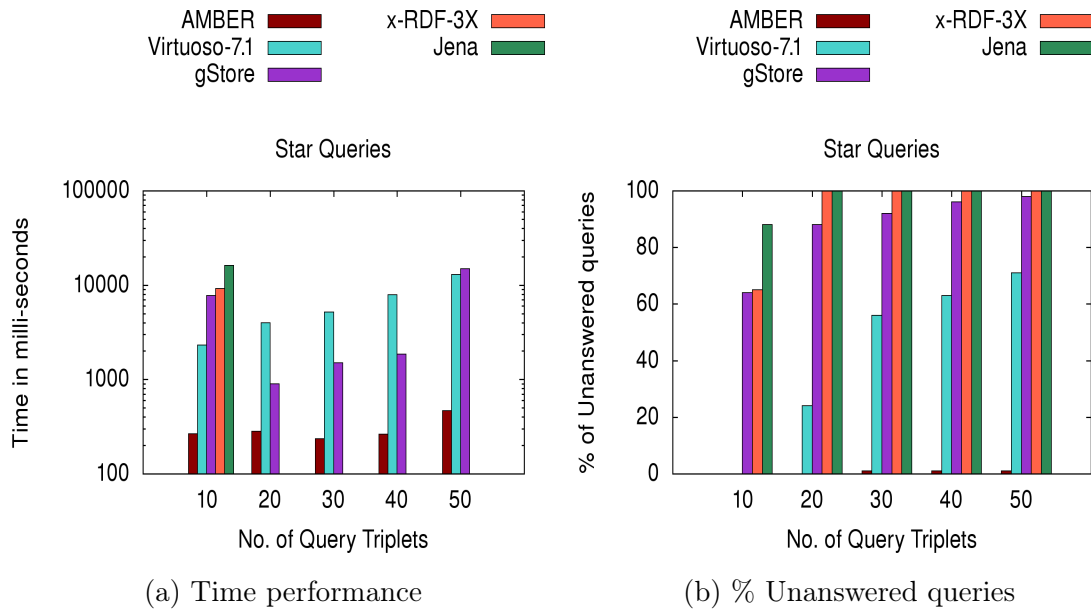 AMBER
Virtuoso-7.1
gStore
x-RDF-3X
Jena
Star Queries
Time in milli-seconds
100000
10000
1000
100
10 20 30 40 50
No. of Query Triplets
(a) Time performance
AMBER
Virtuoso-7.1
gStore
x-RDF-3X
Jena
Star Queries
% of Unanswered queries
100
80
60
40
20
0
10 20 30 40 50
No. of Query Triplets
(b) % Unanswered queries